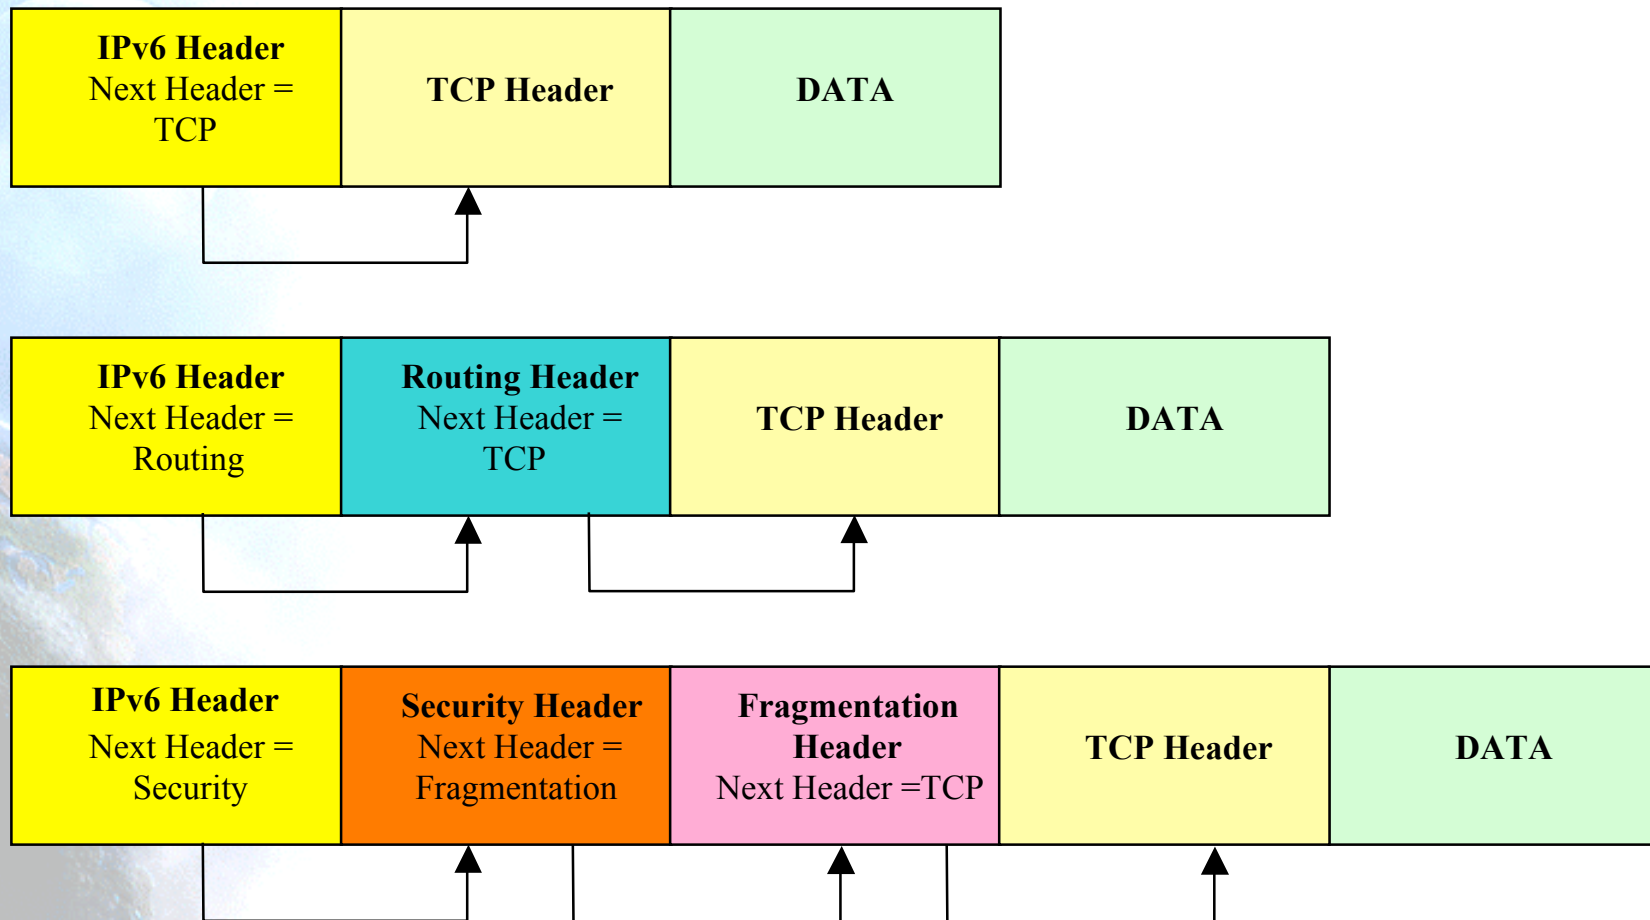 IPv6 Header
Next Header =
TCP
TCP Header
DATA
IPv6 Header
Next Header =
Routing
Routing Header
Next Header =
TCP
TCP Header
DATA
IPv6 Header
Next Header =
Security
Security Header
Next Header =
Fragmentation
Fragmentation
Header
Next Header =TCP
TCP Header
DATA